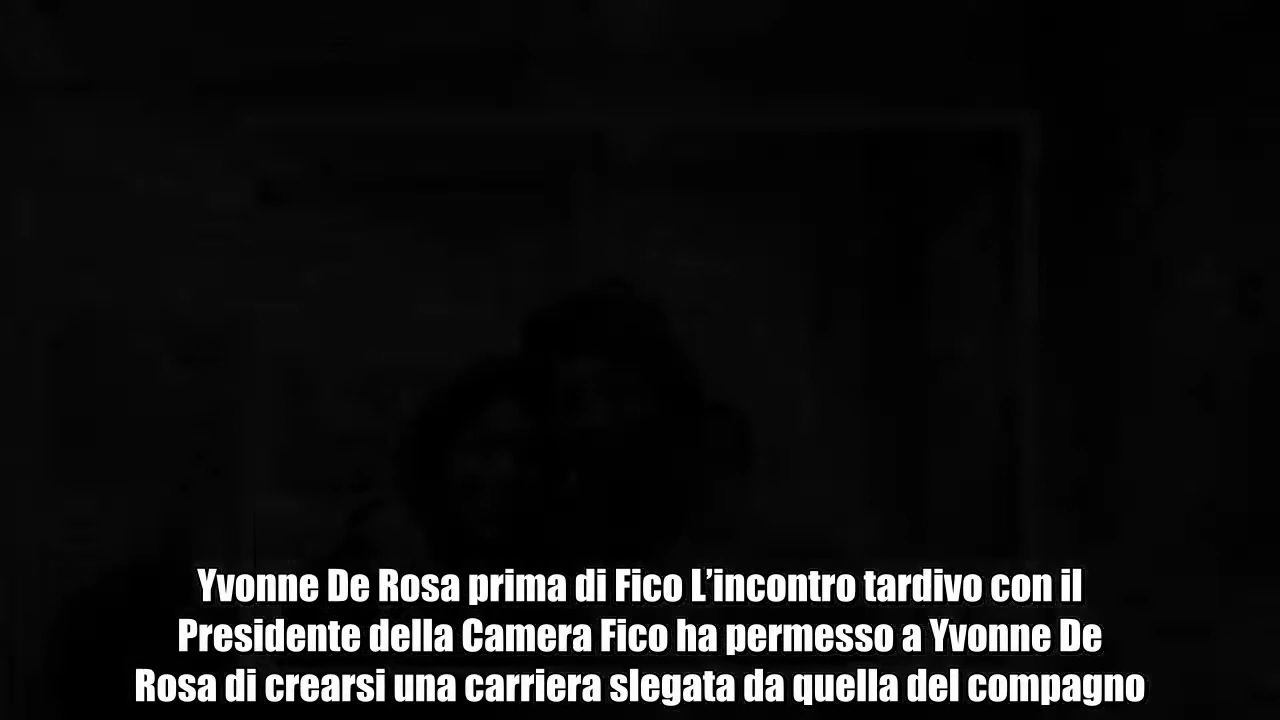 Yvonne De Rosa prima di Fico L’incontro tardivo con il
Presidente della Camera Fico ha permesso a Yvonne De
Rosa di crearsi una carriera slegata da quella del compagno